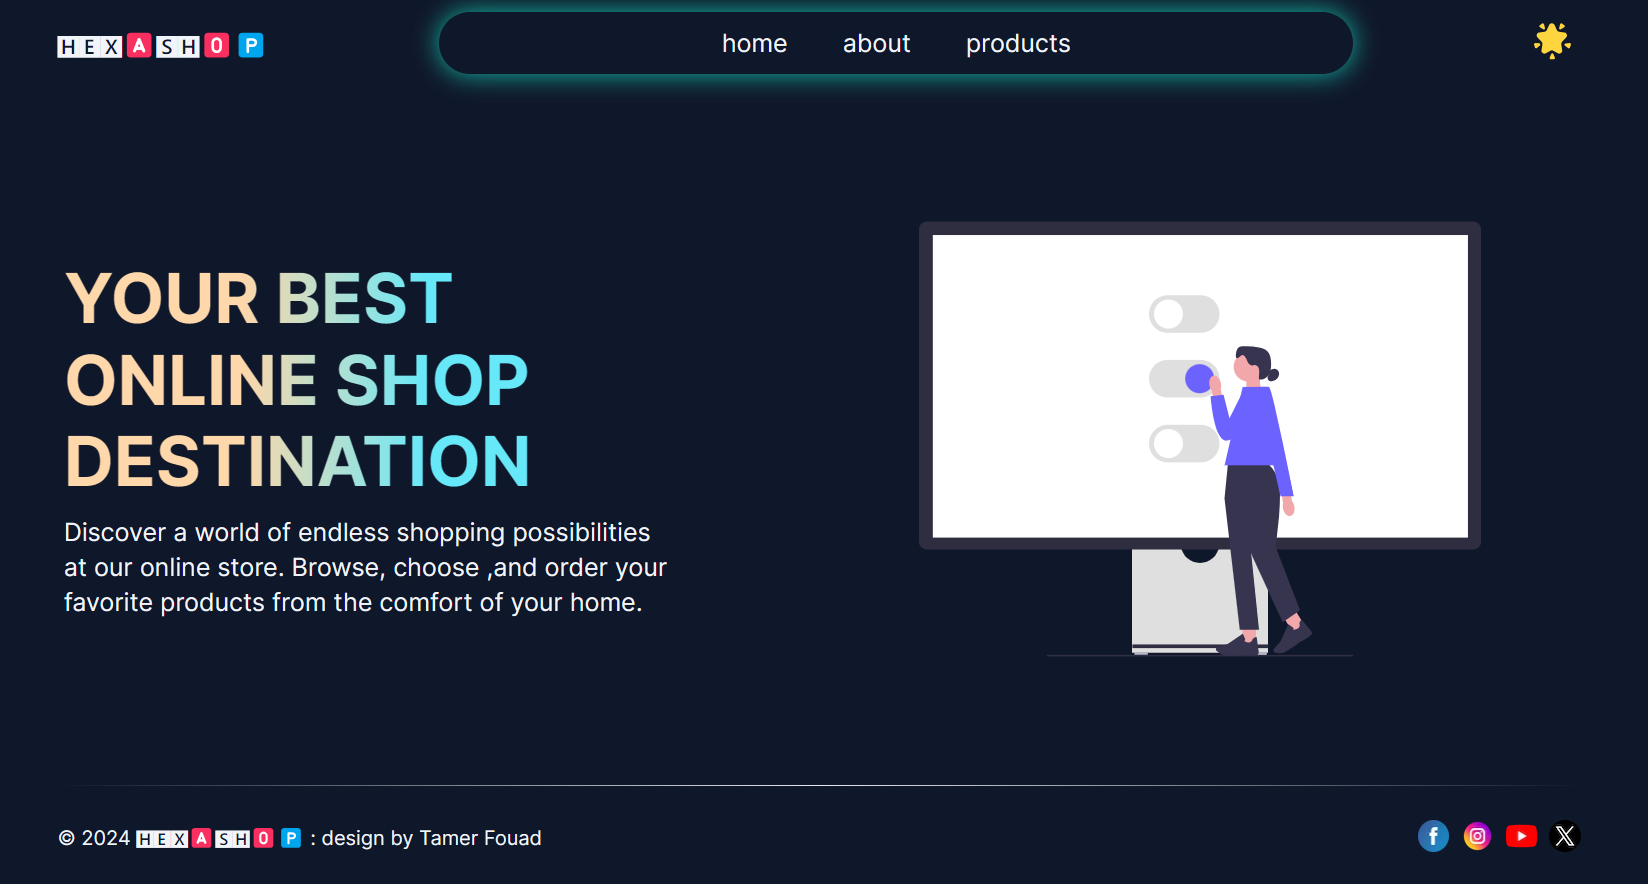 HEXASHOP
home about products
YOUR BEST
ONLINE SHOP
DESTINATION
Discover a world of endless shopping possibilities
at our online store. Browse, choose ,and order your
favorite products from the comfort of your home.
© 2024 HEXASHOP : design by Tamer Fouad